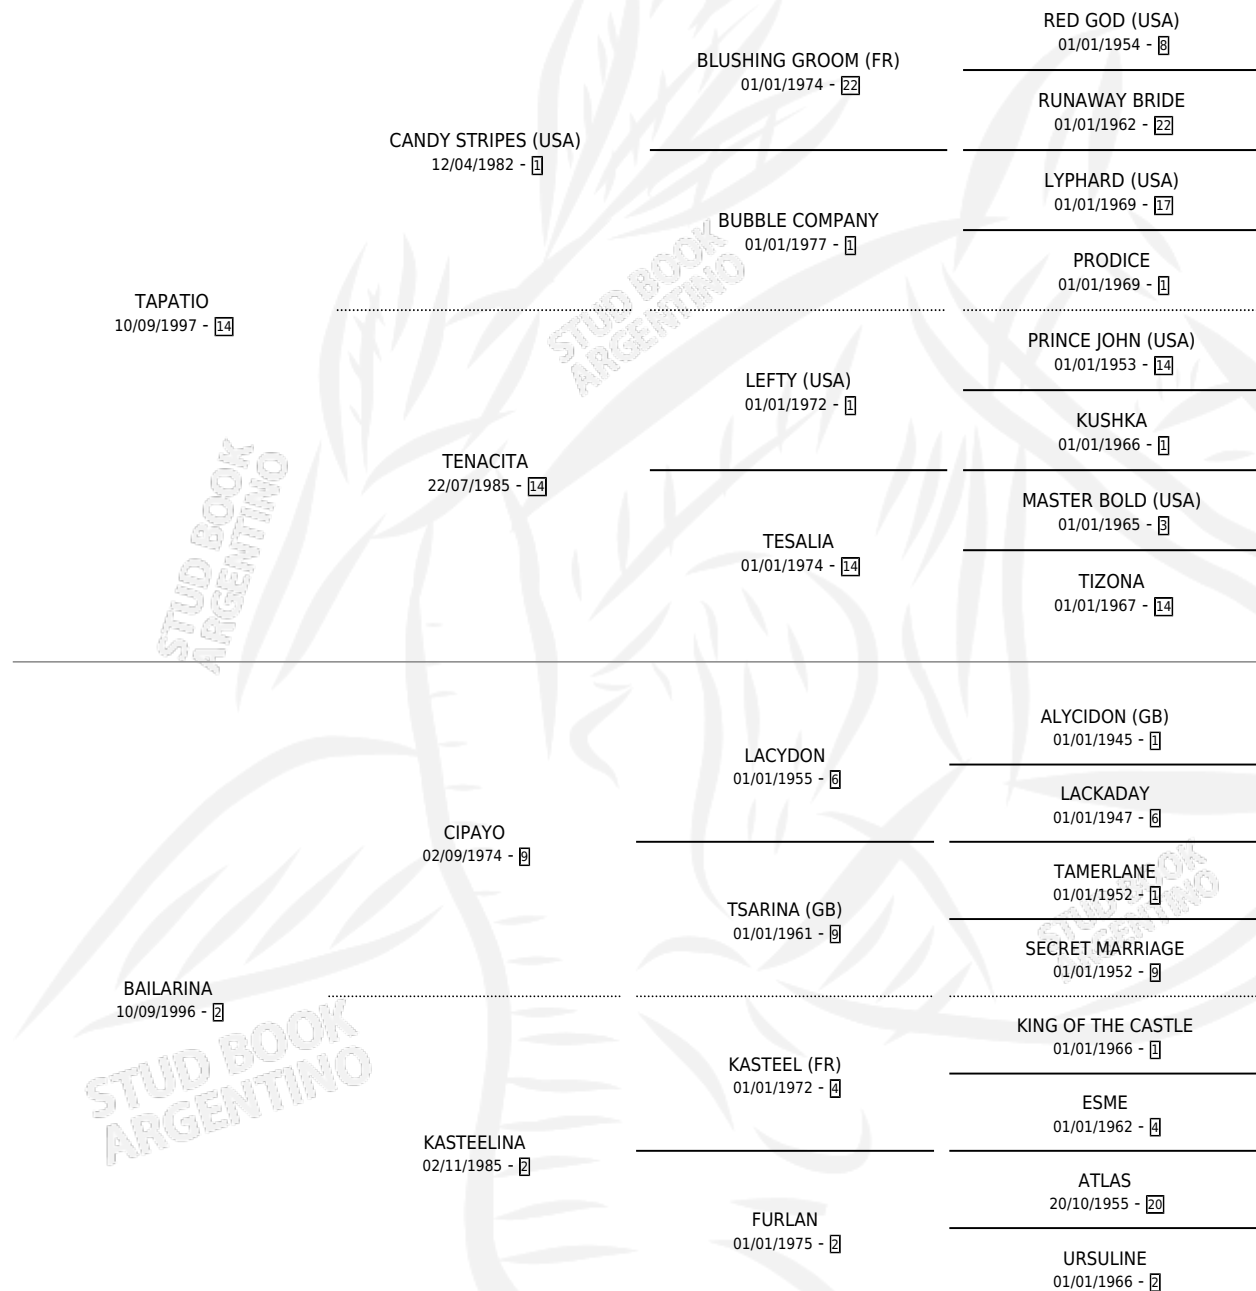 RED GOD (USA)
01/01/1954 - 8
BLUSHING GROOM (FR)
01/01/1974 - 22
RUNAWAY BRIDE
01/01/1962 - 22
CANDY STRIPES (USA)
12/04/1982 - 1
LYPHARD (USA)
01/01/1969 - 17
BUBBLE COMPANY
01/01/1977 - 1
PRODICE
01/01/1969 - 1
TAPATIO
10/09/1997 - 14
PRINCE JOHN (USA)
01/01/1953 - 14
LEFTY (USA)
01/01/1972 - 1
KUSHKA
01/01/1966 - 1
TENACITA
22/07/1985 - 14
MASTER BOLD (USA)
01/01/1965 - 3
TESALIA
01/01/1974 - 14
TIZONA
01/01/1967 - 14
STUD BOOK
ARGENTINO
STUD BOOK
ARGENTINO
ALYCIDON (GB)
01/01/1945 - 1
LACYDON
01/01/1955 - 6
LACKADAY
01/01/1947 - 6
CIPAYO
02/09/1974 - 9
TAMERLANE
01/01/1952 - 1
TSARINA (GB)
01/01/1961 - 9
SECRET MARRIAGE
01/01/1952 - 9
STUD BOOK
ARGENTINO
BAILARINA
10/09/1996 - 2
KING OF THE CASTLE
01/01/1966 - 1
KASTEEL (FR)
01/01/1972 - 4
ESME
01/01/1962 - 4
STUD BOOK
ARGENTINO
KASTEELINA
02/11/1985 - 2
ATLAS
20/10/1955 - 20
FURLAN
01/01/1975 - 2
URSULINE
01/01/1966 - 2